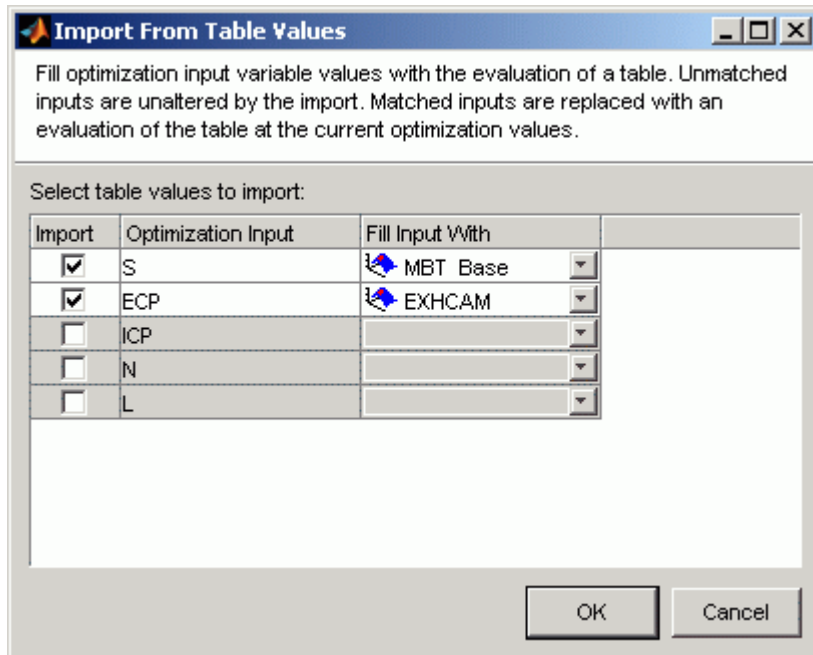 Import From Table Values
Fill optimization input variable values with the evaluation of a table. Unmatched
inputs are unaltered by the import. Matched inputs are replaced with an
evaluation of the table at the current optimization values.
Select table values to import:
Import Optimization Input Fill Input With
S MBT_Base
ECP EXHCAM
ICP
N
L
OK Cancel